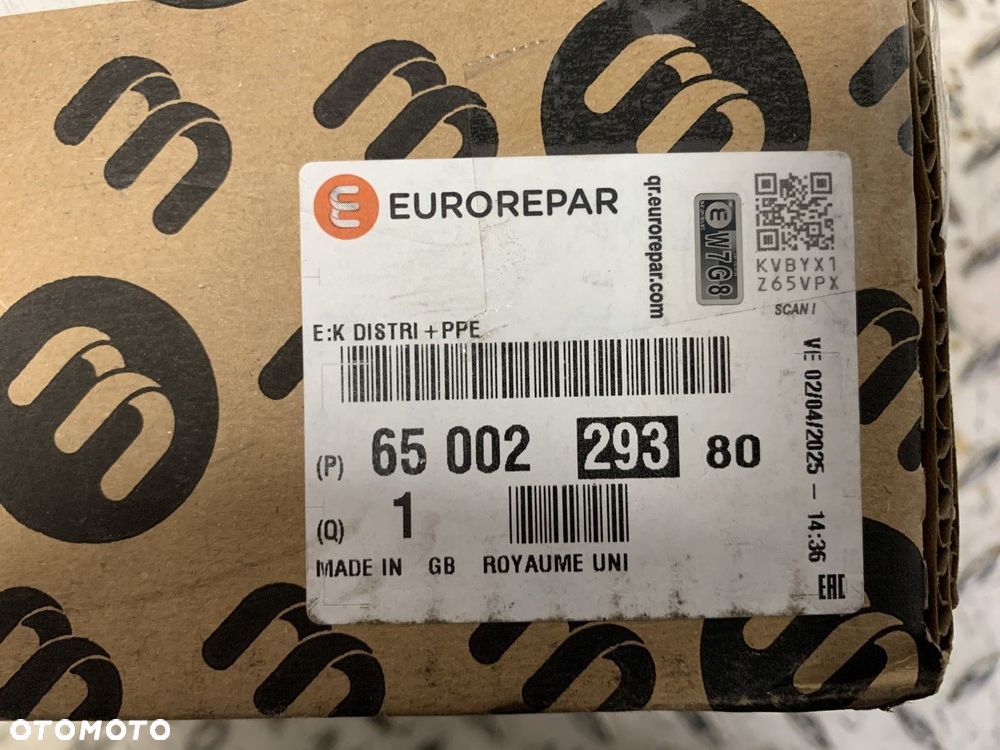 EUROREPAR
qr.eurorepar.com
W7G8
KVBYX1
Z65VPX
SCAN!
E:K DISTRI + PPE
(P) 65 002 293 80
(Q) 1
MADE IN GB ROYAUME UNI
VE 02/04/2025 - 14:36
EAC
OTOMOTO